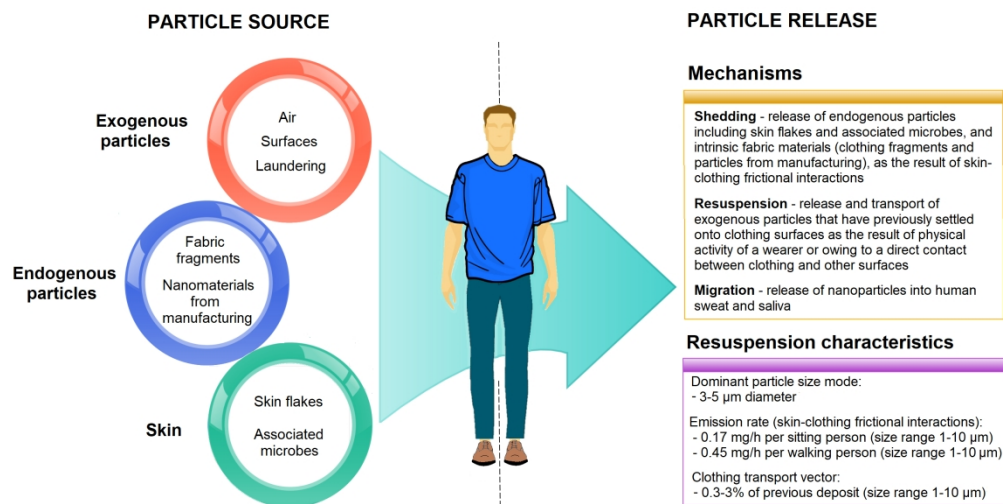 PARTICLE SOURCE
Exogenous
particles
Air
Surfaces
Laundering
Endogenous
particles
Fabric
fragments
Nanomaterials
from
manufacturing
Skin
Skin flakes
Associated
microbes
PARTICLE RELEASE
Mechanisms
Shedding - release of endogenous particles
including skin flakes and associated microbes, and
intrinsic fabric materials (clothing fragments and
particles from manufacturing), as the result of skin-
clothing frictional interactions
Resuspension - release and transport of
exogenous particles that have previously settled
onto clothing surfaces as the result of physical
activity of a wearer or owing to a direct contact
between clothing and other surfaces
Migration - release of nanoparticles into human
sweat and saliva
Resuspension characteristics
Dominant particle size mode:
- 3-5 μm diameter
Emission rate (skin-clothing frictional interactions):
- 0.17 mg/h per sitting person (size range 1-10 μm)
- 0.45 mg/h per walking person (size range 1-10 μm)
Clothing transport vector:
- 0.3-3% of previous deposit (size range 1-10 μm)